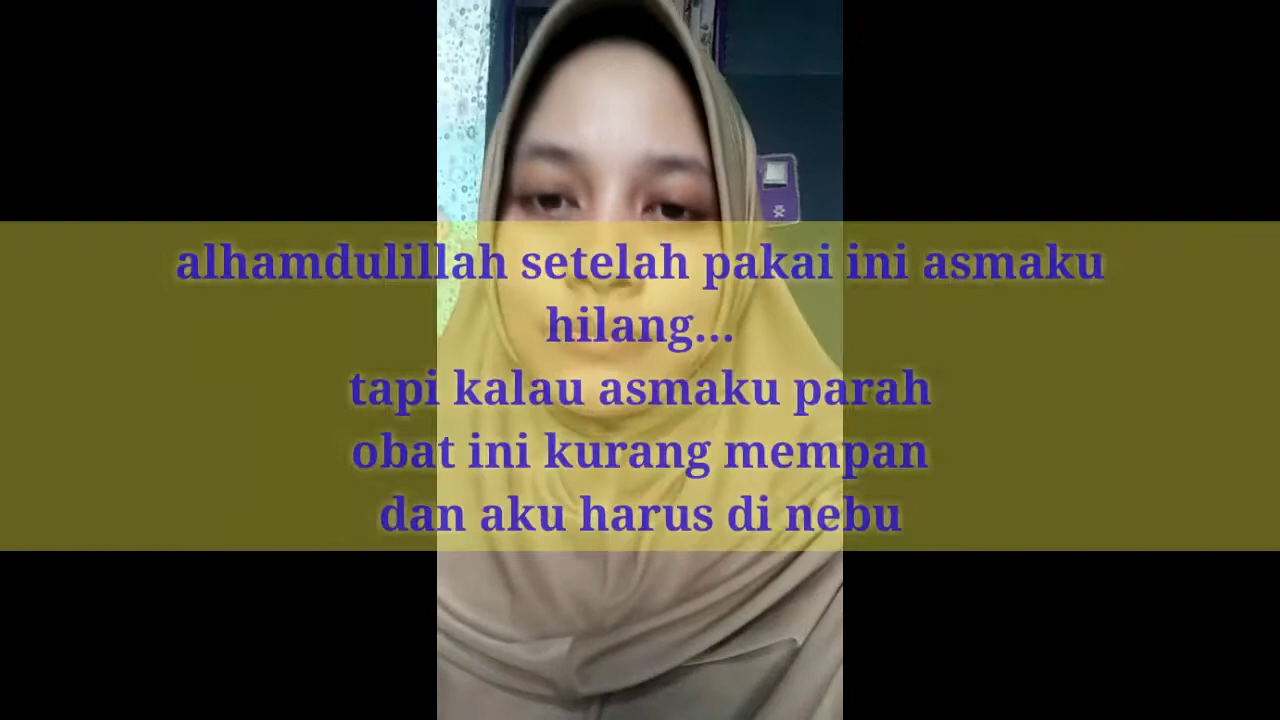 alhamdulillah setelah pakai ini asmaku
hilang...
tapi kalau asmaku parah
obat ini kurang mempan
dan aku harus di nebu